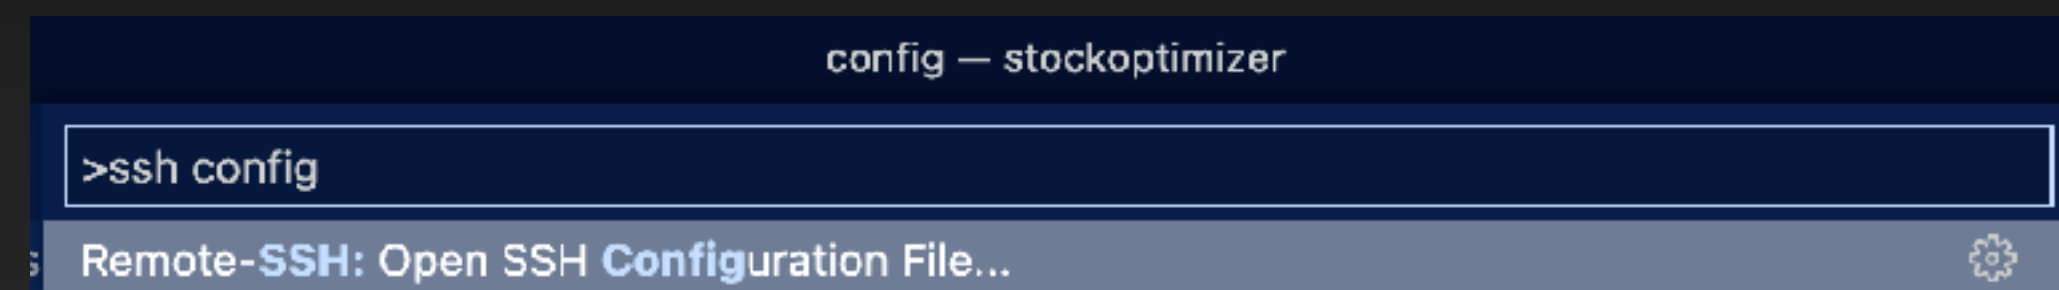 config — stockoptimizer
>ssh config
Remote-SSH: Open SSH Configuration File...